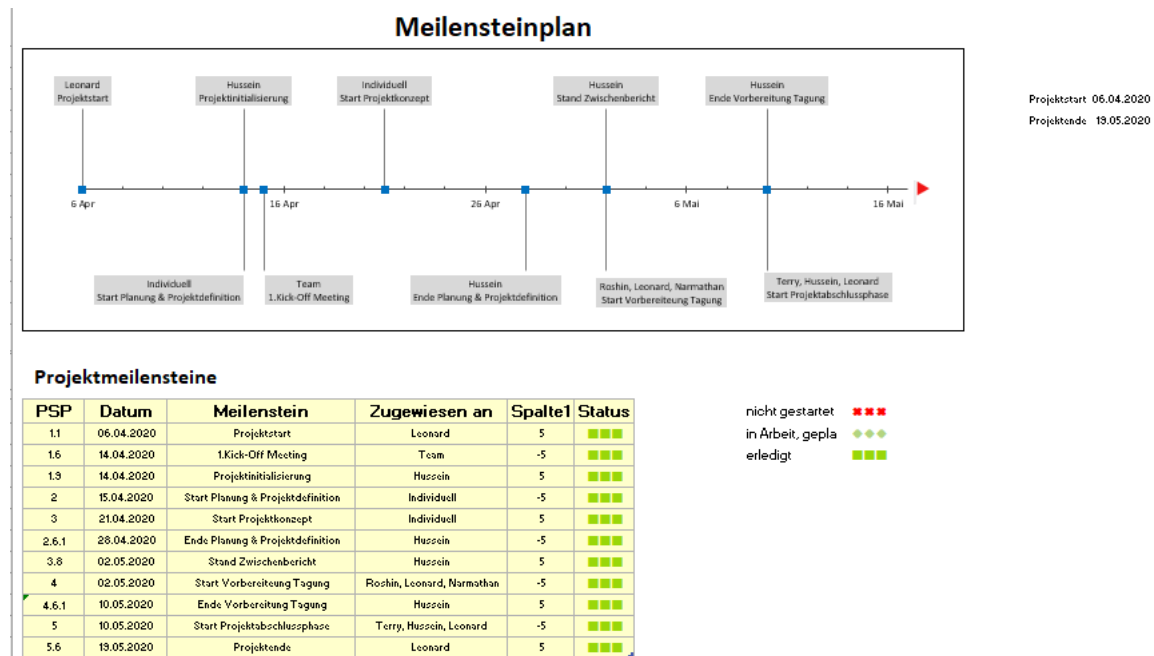 Meilensteinplan
Leonard
Projektstart
Hussein
Projektinitialisierung
Individuell
Start Projektkonzept
Hussein
Stand Zwischenbericht
Hussein
Ende Vorbereitung Tagung
Projektstart 06.04.2020
Projektende 19.05.2020
6 Apr
16 Apr
26 Apr
6 Mai
16 Mai
Individuell
Start Planung & Projektdefinition
Team
1.Kick-Off Meeting
Hussein
Ende Planung & Projektdefinition
Roshin, Leonard, Narmathan
Start Vorbereiteung Tagung
Terry, Hussein, Leonard
Start Projektabschlussphase
Projektmeilensteine
PSP Datum Meilenstein Zugewiesen an Spalte1 Status
1.1 06.04.2020 Projektstart Leonard 5
1.6 14.04.2020 1.Kick-Off Meeting Team -5
1.9 14.04.2020 Projektinitialisierung Hussein 5
2 15.04.2020 Start Planung & Projektdefinition Individuell -5
3 21.04.2020 Start Projektkonzept Individuell 5
2.6.1 28.04.2020 Ende Planung & Projektdefinition Hussein -5
3.8 02.05.2020 Stand Zwischenbericht Hussein 5
4 02.05.2020 Start Vorbereiteung Tagung Roshin, Leonard, Narmathan -5
4.6.1 10.05.2020 Ende Vorbereitung Tagung Hussein 5
5 10.05.2020 Start Projektabschlussphase Terry, Hussein, Leonard -5
5.6 19.05.2020 Projektende Leonard 5
nicht gestartet
in Arbeit, gepla
erledigt